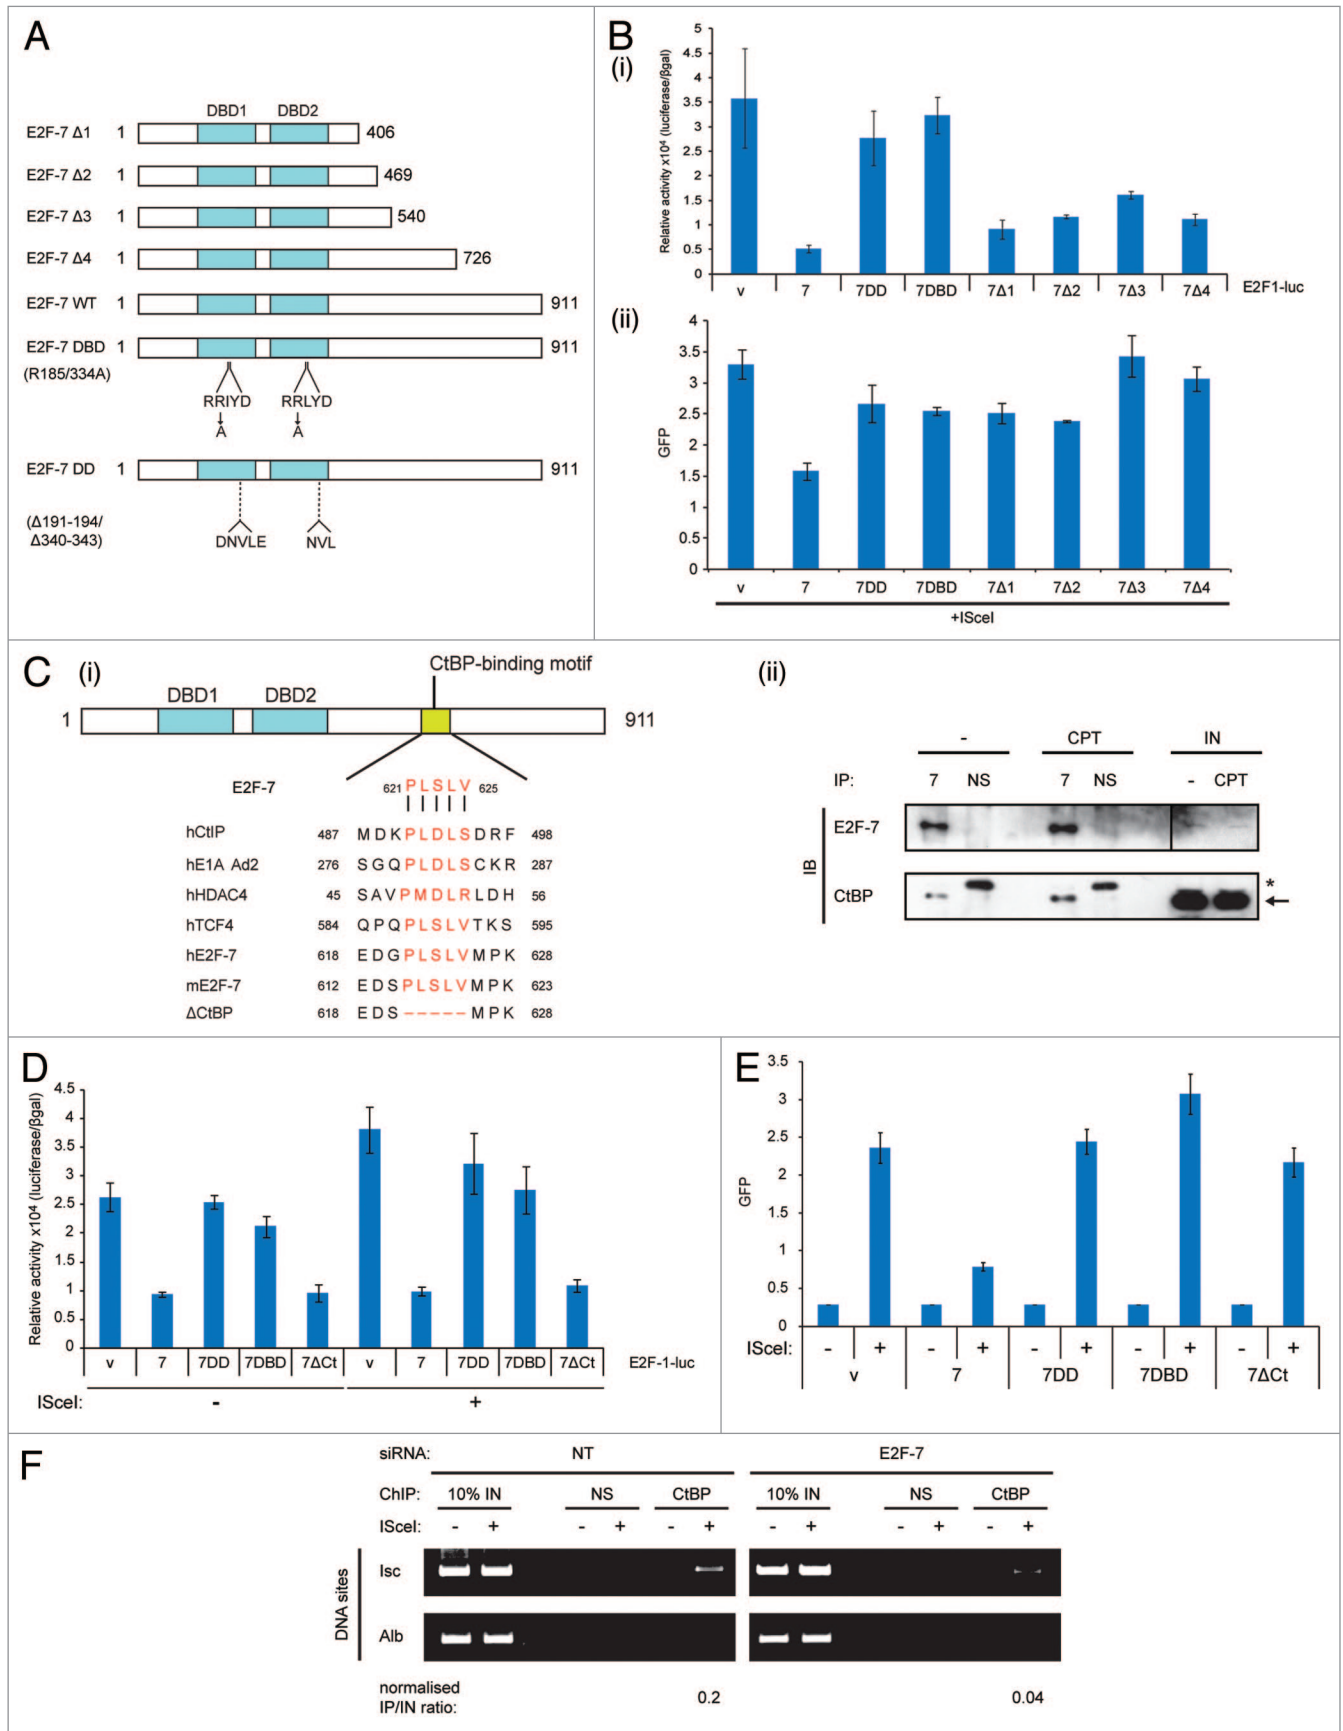 A
DBD1 DBD2
E2F-7 Δ1 1 406
E2F-7 Δ2 1 469
E2F-7 Δ3 1 540
E2F-7 Δ4 1 726
E2F-7 WT 1 911
E2F-7 DBD 1 911
(R185/334A)
RRIYD RRLYD
A A
E2F-7 DD 1 911
(Δ191-194/
Δ340-343)
DNVLE NVL
B
(i)
Relative activity x10⁴ (luciferase/βgal)
5
4.5
4
3.5
3
2.5
2
1.5
1
0.5
0
v 7 7DD 7DBD 7Δ1 7Δ2 7Δ3 7Δ4 E2F1-luc
(ii)
GFP
4
3.5
3
2.5
2
1.5
1
0.5
0
v 7 7DD 7DBD 7Δ1 7Δ2 7Δ3 7Δ4
+ISceI
C
(i)
CtBP-binding motif
DBD1 DBD2
1 911
E2F-7 621 PLSLV 625
hCtIP 487 MDKPLDLSDRF 498
hE1A Ad2 276 SGQPLDLSCKR 287
hHDAC4 45 SAVPMDLRLDH 56
hTCF4 584 QPQPLSLVTKS 595
hE2F-7 618 EDGPLSLVMPK 628
mE2F-7 612 EDSPLSLVMPK 623
ΔCtBP 618 EDS-----MPK 628
(ii)
- CPT IN
IP: 7 NS 7 NS - CPT
IB
E2F-7
CtBP
*
D
Relative activity x10⁴ (luciferase/βgal)
4.5
4
3.5
3
2.5
2
1.5
1
0.5
0
v 7 7DD 7DBD 7ΔCt v 7 7DD 7DBD 7ΔCt E2F-1-luc
ISceI: - +
E
GFP
3.5
3
2.5
2
1.5
1
0.5
0
ISceI: - + - + - + - + - +
v 7 7DD 7DBD 7ΔCt
F
siRNA: NT E2F-7
ChIP: 10% IN NS CtBP 10% IN NS CtBP
ISceI: - + - + - + - + - + - +
DNA sites
Isc
Alb
normalised
IP/IN ratio: 0.2 0.04